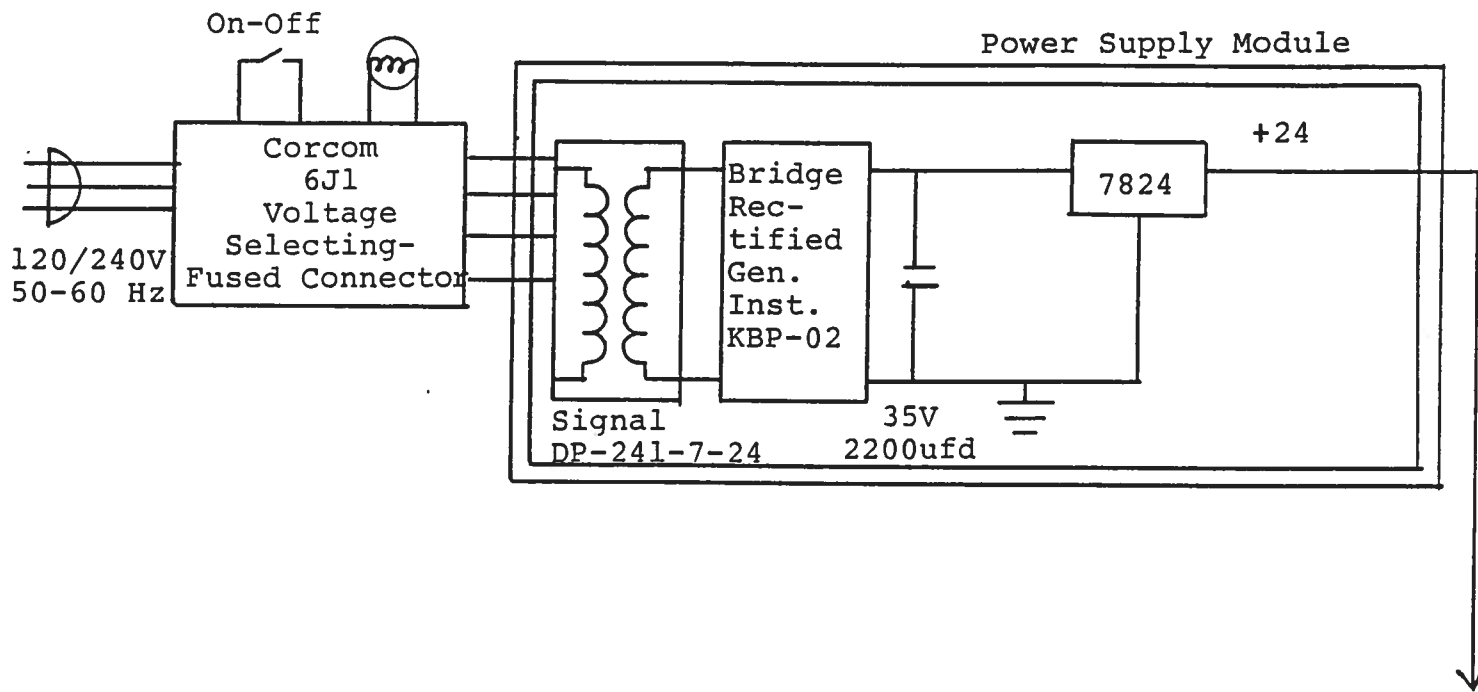 On-Off
Power Supply Module
Corcom
6J1
Voltage
Selecting-
Fused Connector
120/240V
50-60 Hz
Bridge
Rec-
tified
Gen.
Inst.
KBP-02
7824
+24
Signal
DP-241-7-24
35V
2200ufd